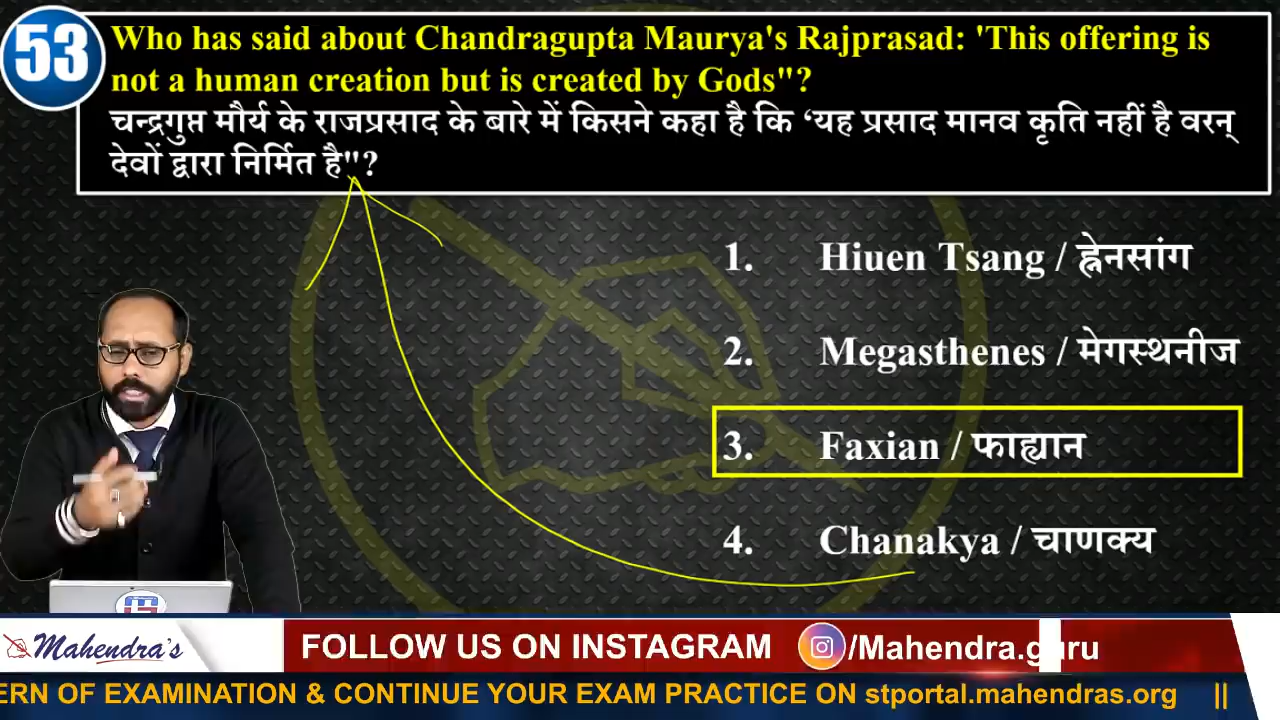 53
Who has said about Chandragupta Maurya's Rajprasad: 'This offering is
not a human creation but is created by Gods"?
चन्द्रगुप्त मौर्य के राजप्रसाद के बारे में किसने कहा है कि ‘यह प्रसाद मानव कृति नहीं है वरन्
देवों द्वारा निर्मित है"?
1. Hiuen Tsang / ह्वेनसांग
2. Megasthenes / मेगस्थनीज
3. Faxian / फाह्यान
4. Chanakya / चाणक्य
Mahendra's
FOLLOW US ON INSTAGRAM /Mahendra.guru
ERN OF EXAMINATION & CONTINUE YOUR EXAM PRACTICE ON stportal.mahendras.org ||